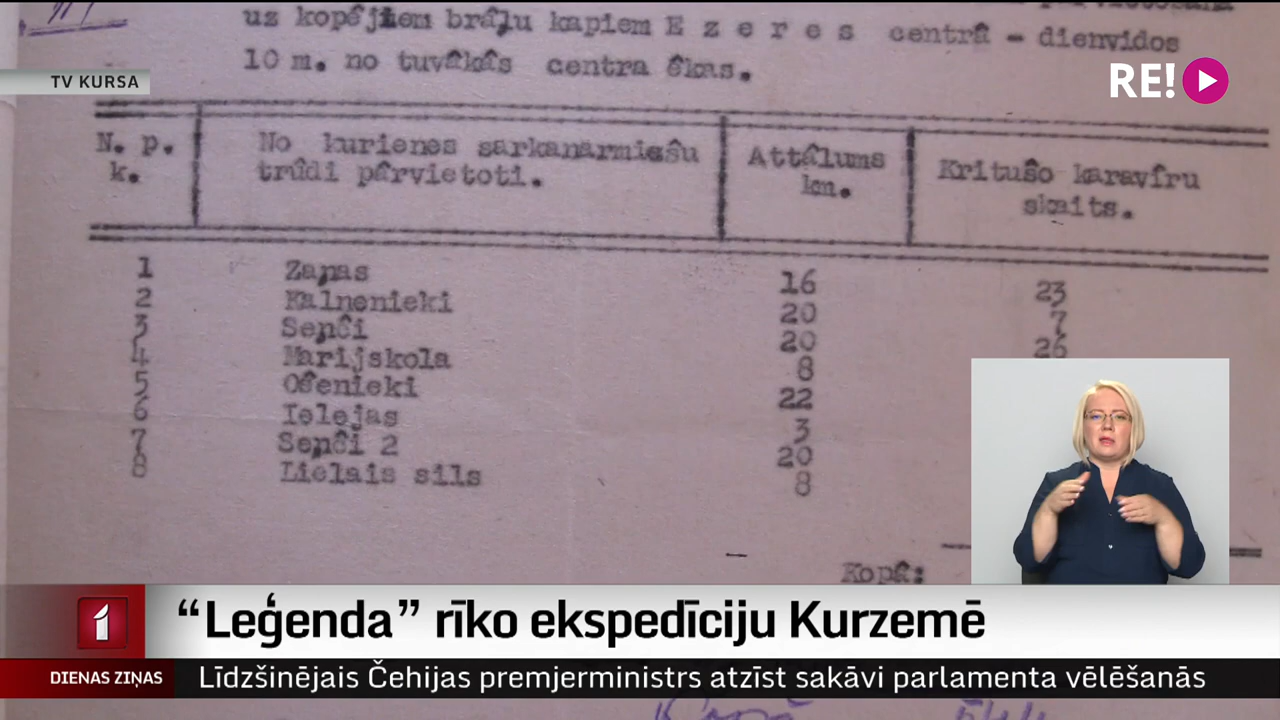 uz kopējiem brāļu kapiem E z e r e s centrā - dienvidos
10 m. no tuvākās centra ēkas.
TV KURSA
RE!
N. p. k. No kurienes sarkanarmiešu trūdi pārvietoti. Attālums km. Kritušo karavīru skaits.
1 Zaņas 16 23
2 Kalnenieki 20 7
3 Seņči 20 26
4 Marijskola 8
5 Ošenieki 22
6 Ielejas 3
7 Seņči 2 20
8 Lielais sils 8
Kopā:
1
“Leģenda” rīko ekspedīciju Kurzemē
DIENAS ZIŅAS
Līdzšinējais Čehijas premjerministrs atzīst sakāvi parlamenta vēlēšanās